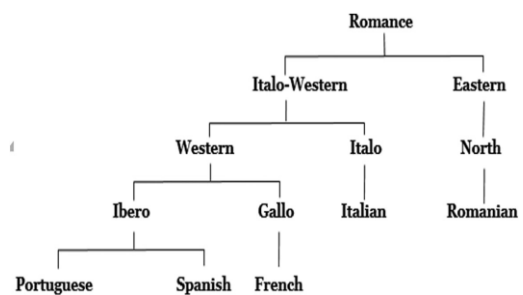 Romance
Italo-Western Eastern
Western Italo North
Ibero Gallo Italian Romanian
Portuguese Spanish French